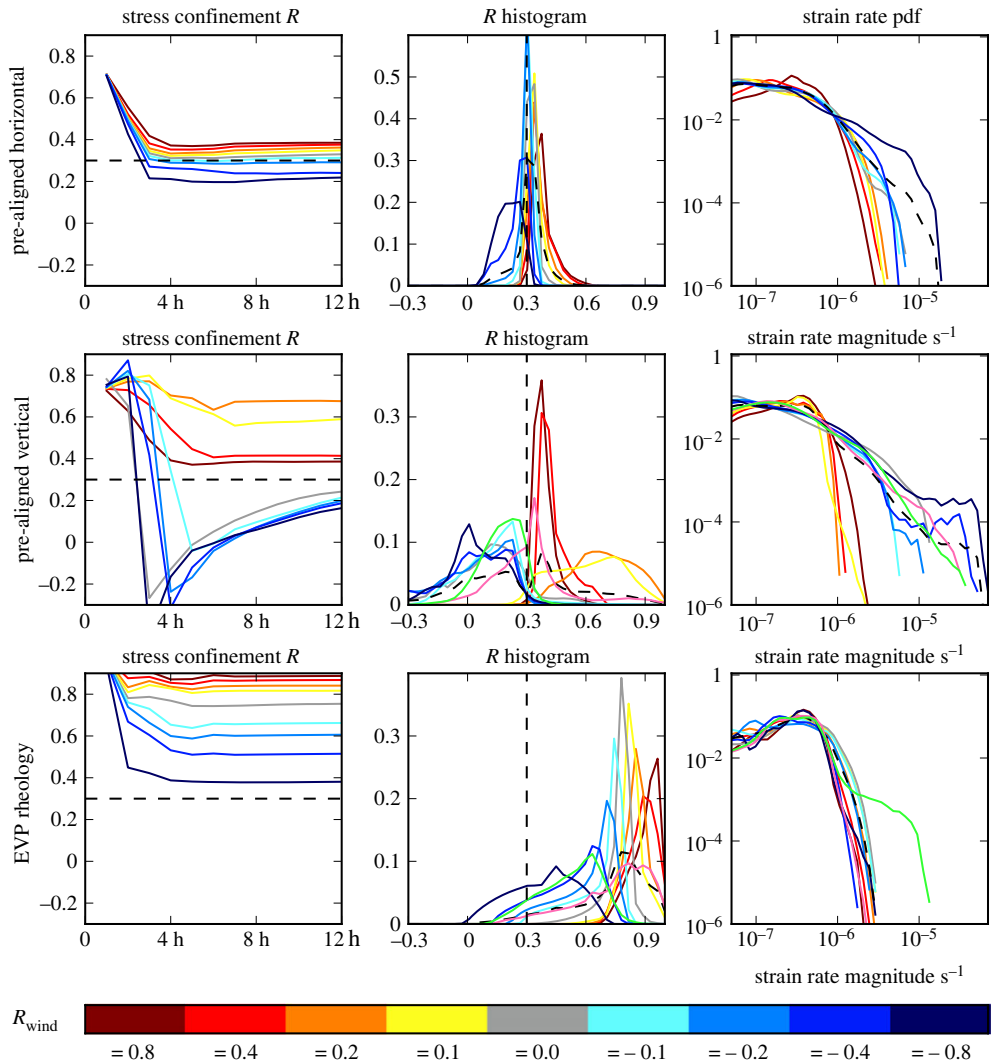 stress confinement R
R histogram
strain rate pdf
pre-aligned horizontal
0.8
0.6
0.4
0.2
0
−0.2
0
4 h
8 h
12 h
0.5
0.4
0.3
0.2
0.1
0
−0.3
0
0.3
0.6
0.9
1
10⁻²
10⁻⁴
10⁻⁶
10⁻⁷
10⁻⁶
10⁻⁵
stress confinement R
R histogram
strain rate magnitude s⁻¹
pre-aligned vertical
0.8
0.6
0.4
0.2
0
−0.2
0
4 h
8 h
12 h
0.3
0.2
0.1
0
−0.3
0
0.3
0.6
0.9
1
10⁻²
10⁻⁴
10⁻⁶
10⁻⁷
10⁻⁶
10⁻⁵
stress confinement R
R histogram
strain rate magnitude s⁻¹
EVP rheology
0.8
0.6
0.4
0.2
0
−0.2
0
4 h
8 h
12 h
0.3
0.2
0.1
0
−0.3
0
0.3
0.6
0.9
1
10⁻²
10⁻⁴
10⁻⁶
10⁻⁷
10⁻⁶
10⁻⁵
strain rate magnitude s⁻¹
R wind
= 0.8 = 0.4 = 0.2 = 0.1 = 0.0 = − 0.1 = − 0.2 = − 0.4 = − 0.8